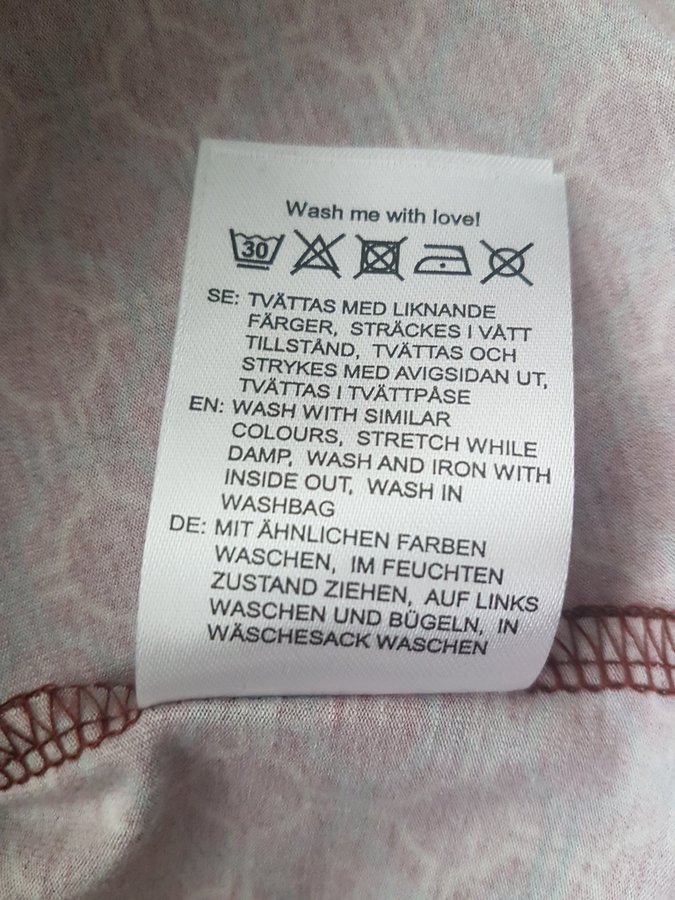 Wash me with love!
30
SE: TVÄTTAS MED LIKNANDE
FÄRGER, STRÄCKES I VÅTT
TILLSTÅND, TVÄTTAS OCH
STRYKES MED AVIGSIDAN UT,
TVÄTTAS I TVÄTTPÅSE
EN: WASH WITH SIMILAR
COLOURS, STRETCH WHILE
DAMP, WASH AND IRON WITH
INSIDE OUT, WASH IN
WASHBAG
DE: MIT ÄHNLICHEN FARBEN
WASCHEN, IM FEUCHTEN
ZUSTAND ZIEHEN, AUF LINKS
WASCHEN UND BÜGELN, IN
WÄSCHESACK WASCHEN